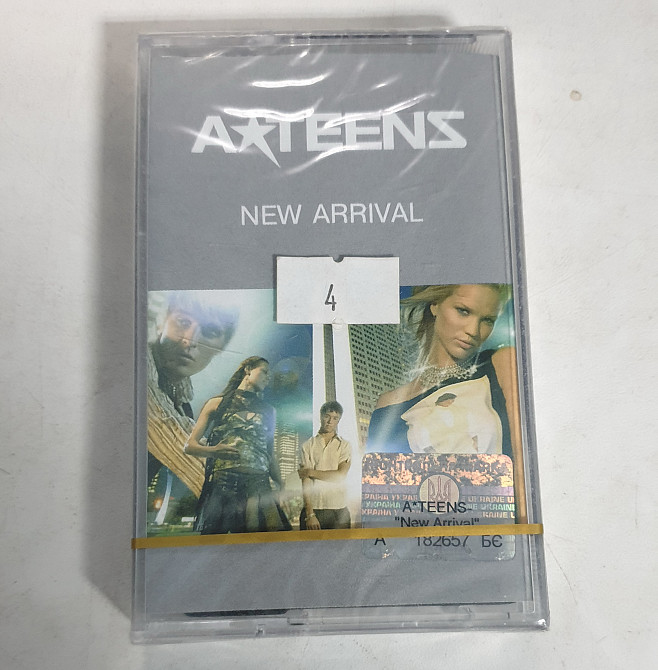 A★TEENS
NEW ARRIVAL
4
A*TEENS
"New Arrival"
A 182657 БЄ